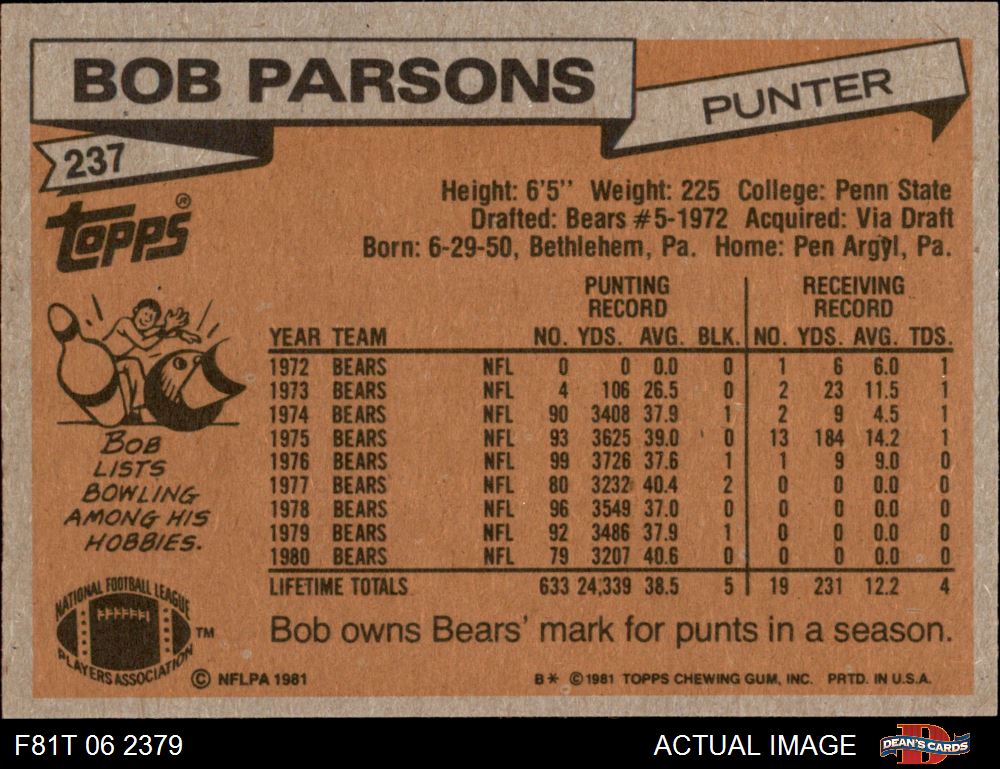 BOB PARSONS
PUNTER
237
TOPPS®
Height: 6'5'' Weight: 225 College: Penn State
Drafted: Bears #5-1972 Acquired: Via Draft
Born: 6-29-50, Bethlehem, Pa. Home: Pen Argyl, Pa.
PUNTING RECORD RECEIVING RECORD
YEAR TEAM NO. YDS. AVG. BLK. NO. YDS. AVG. TDS.
1972 BEARS NFL 0 0 0.0 0 1 6 6.0 1
1973 BEARS NFL 4 106 26.5 0 2 23 11.5 1
1974 BEARS NFL 90 3408 37.9 1 2 9 4.5 1
1975 BEARS NFL 93 3625 39.0 0 13 184 14.2 1
1976 BEARS NFL 99 3726 37.6 1 1 9 9.0 0
1977 BEARS NFL 80 3232 40.4 2 0 0 0.0 0
1978 BEARS NFL 96 3549 37.0 0 0 0 0.0 0
1979 BEARS NFL 92 3486 37.9 1 0 0 0.0 0
1980 BEARS NFL 79 3207 40.6 0 0 0 0.0 0
LIFETIME TOTALS 633 24,339 38.5 5 19 231 12.2 4
BOB
LISTS
BOWLING
AMONG HIS
HOBBIES.
Bob owns Bears' mark for punts in a season.
NATIONAL FOOTBALL LEAGUE
PLAYERS ASSOCIATION
TM
© NFLPA 1981
B* ©1981 TOPPS CHEWING GUM, INC. PRTD. IN U.S.A.
F81T 06 2379
ACTUAL IMAGE
DEAN'S CARDS